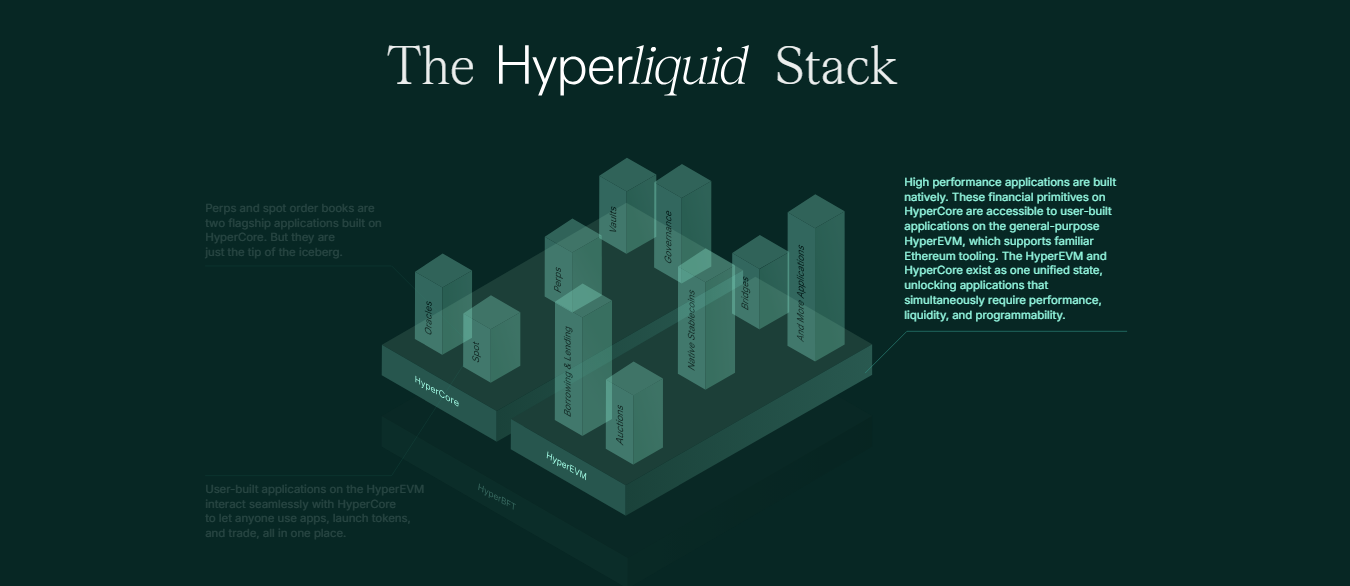 The Hyperliquid Stack
Perps and spot order books are
two flagship applications built on
HyperCore. But they are
just the tip of the iceberg.
High performance applications are built
natively. These financial primitives on
HyperCore are accessible to user-built
applications on the general-purpose
HyperEVM, which supports familiar
Ethereum tooling. The HyperEVM and
HyperCore exist as one unified state,
unlocking applications that
simultaneously require performance,
liquidity, and programmability.
Vaults
Governance
Perps
Bridges
And More Applications
Oracles
Spot
Native Stablecoins
Borrowing & Lending
Auctions
HyperCore
HyperEVM
HyperBFT
User-built applications on the HyperEVM
interact seamlessly with HyperCore
to let anyone use apps, launch tokens,
and trade, all in one place.